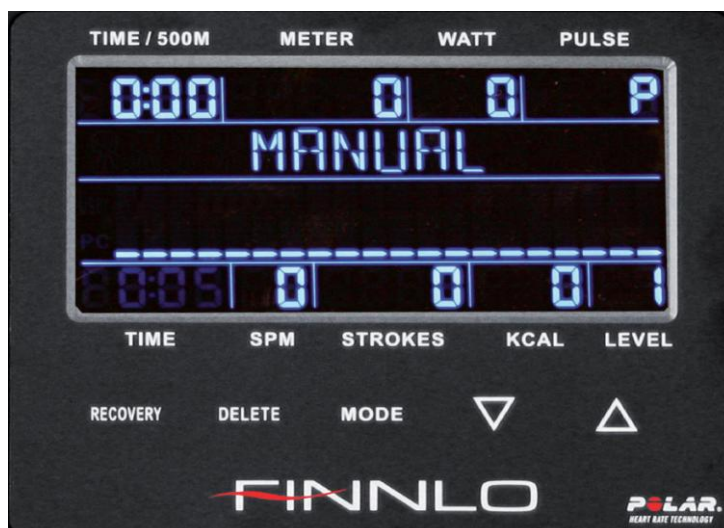 TIME / 500M METER WATT PULSE
0:00 0 0 P
MANUAL
PC
0:05 0 0 0 1
TIME SPM STROKES KCAL LEVEL
RECOVERY DELETE MODE
FINNLO
POLAR.
HEART RATE TECHNOLOGY